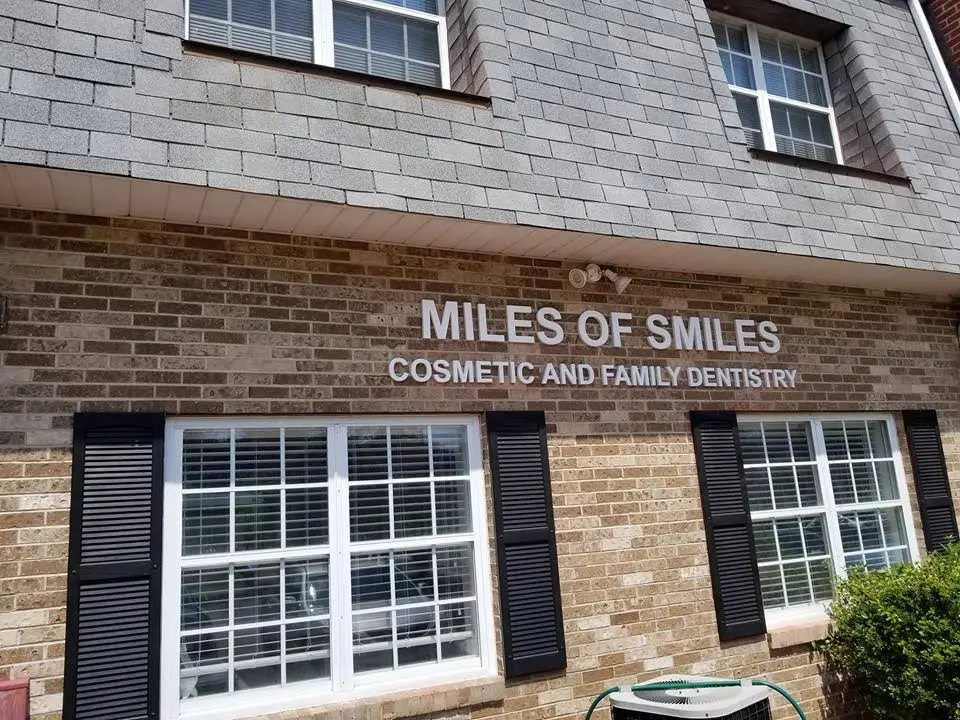 MILES OF SMILES
COSMETIC AND FAMILY DENTISTRY